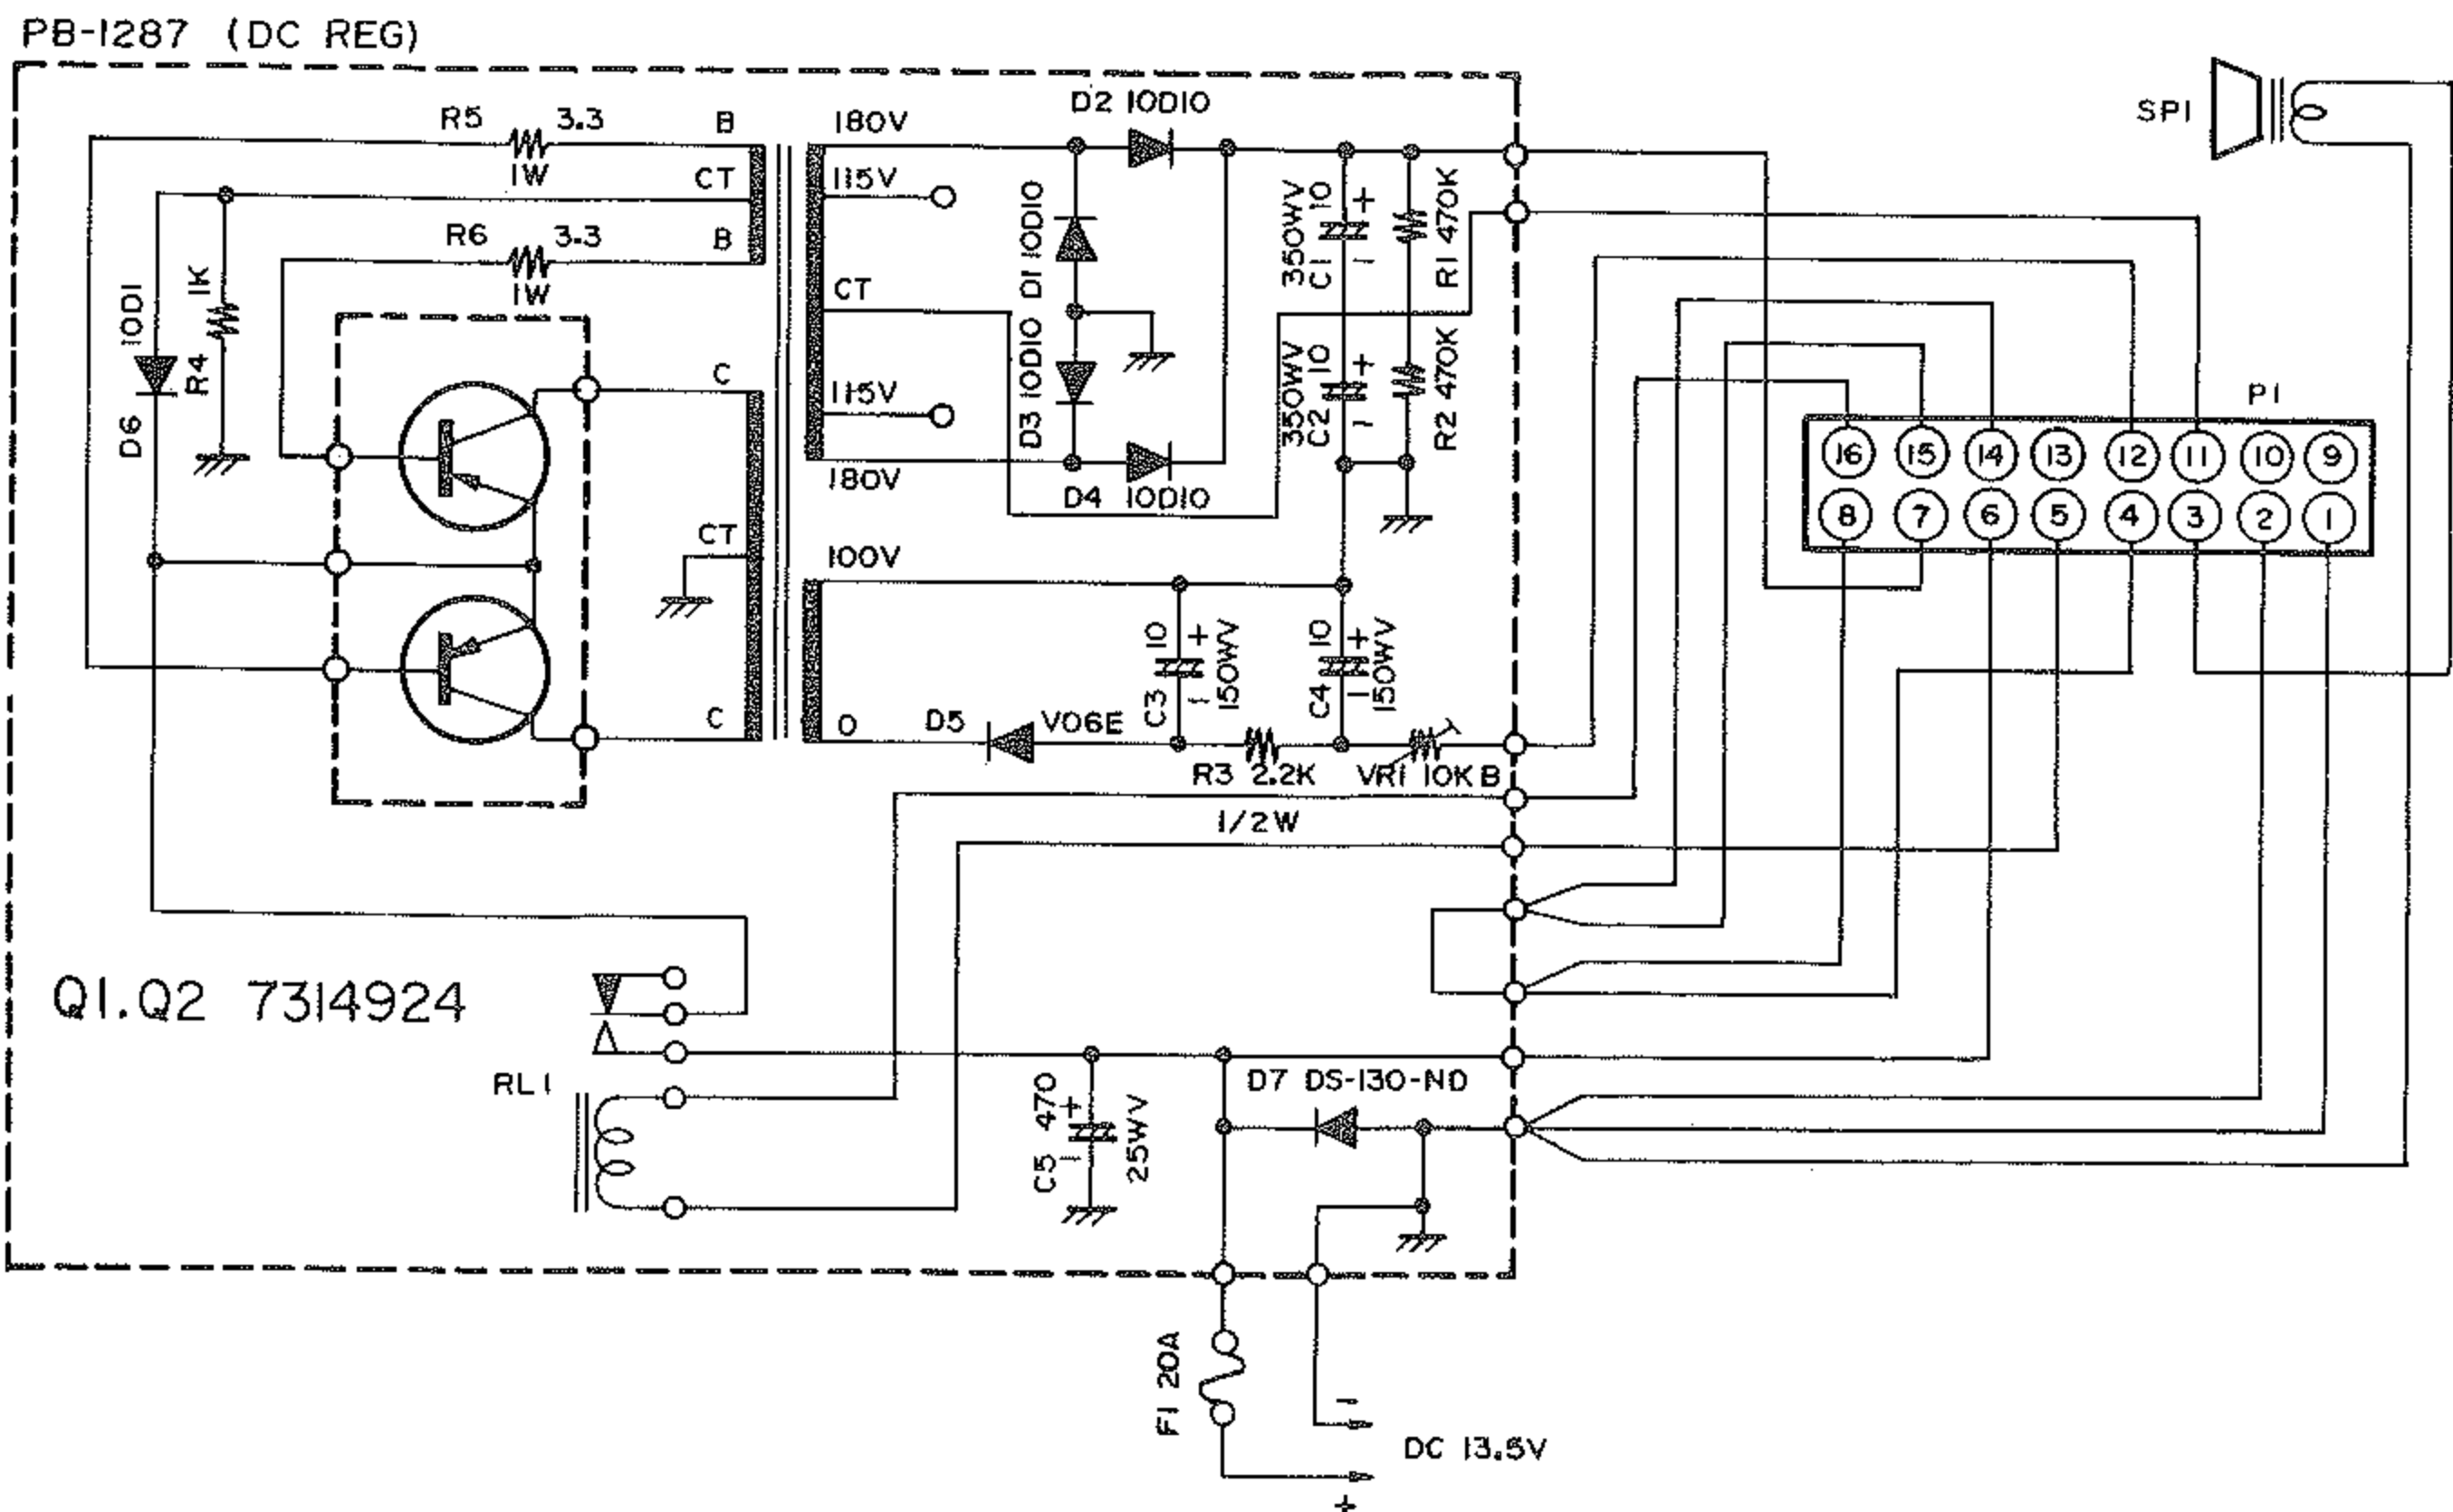 PB-1287 (DC REG)
R5 3.3
1W
B
CT
R6 3.3
1W
B
10D1
D6
1K
R4
C
CT
C
180V
115V
CT
115V
180V
100V
0
D2 10D10
D1 10D10
D3 10D10
D4 10D10
350WV
C1 10
+
-
R1 470K
350WV
C2 10
+
-
R2 470K
C3 10
+
-
150WV
C4 10
+
-
150WV
D5 V06E
R3 2.2K
1/2W
VR1 10KB
SP1
P1
16 15 14 13 12 11 10 9
8 7 6 5 4 3 2 1
Q1.Q2 7314924
RL1
C5 470
+
-
25WV
D7 DS-130-ND
F1 20A
-
DC 13.5V
+